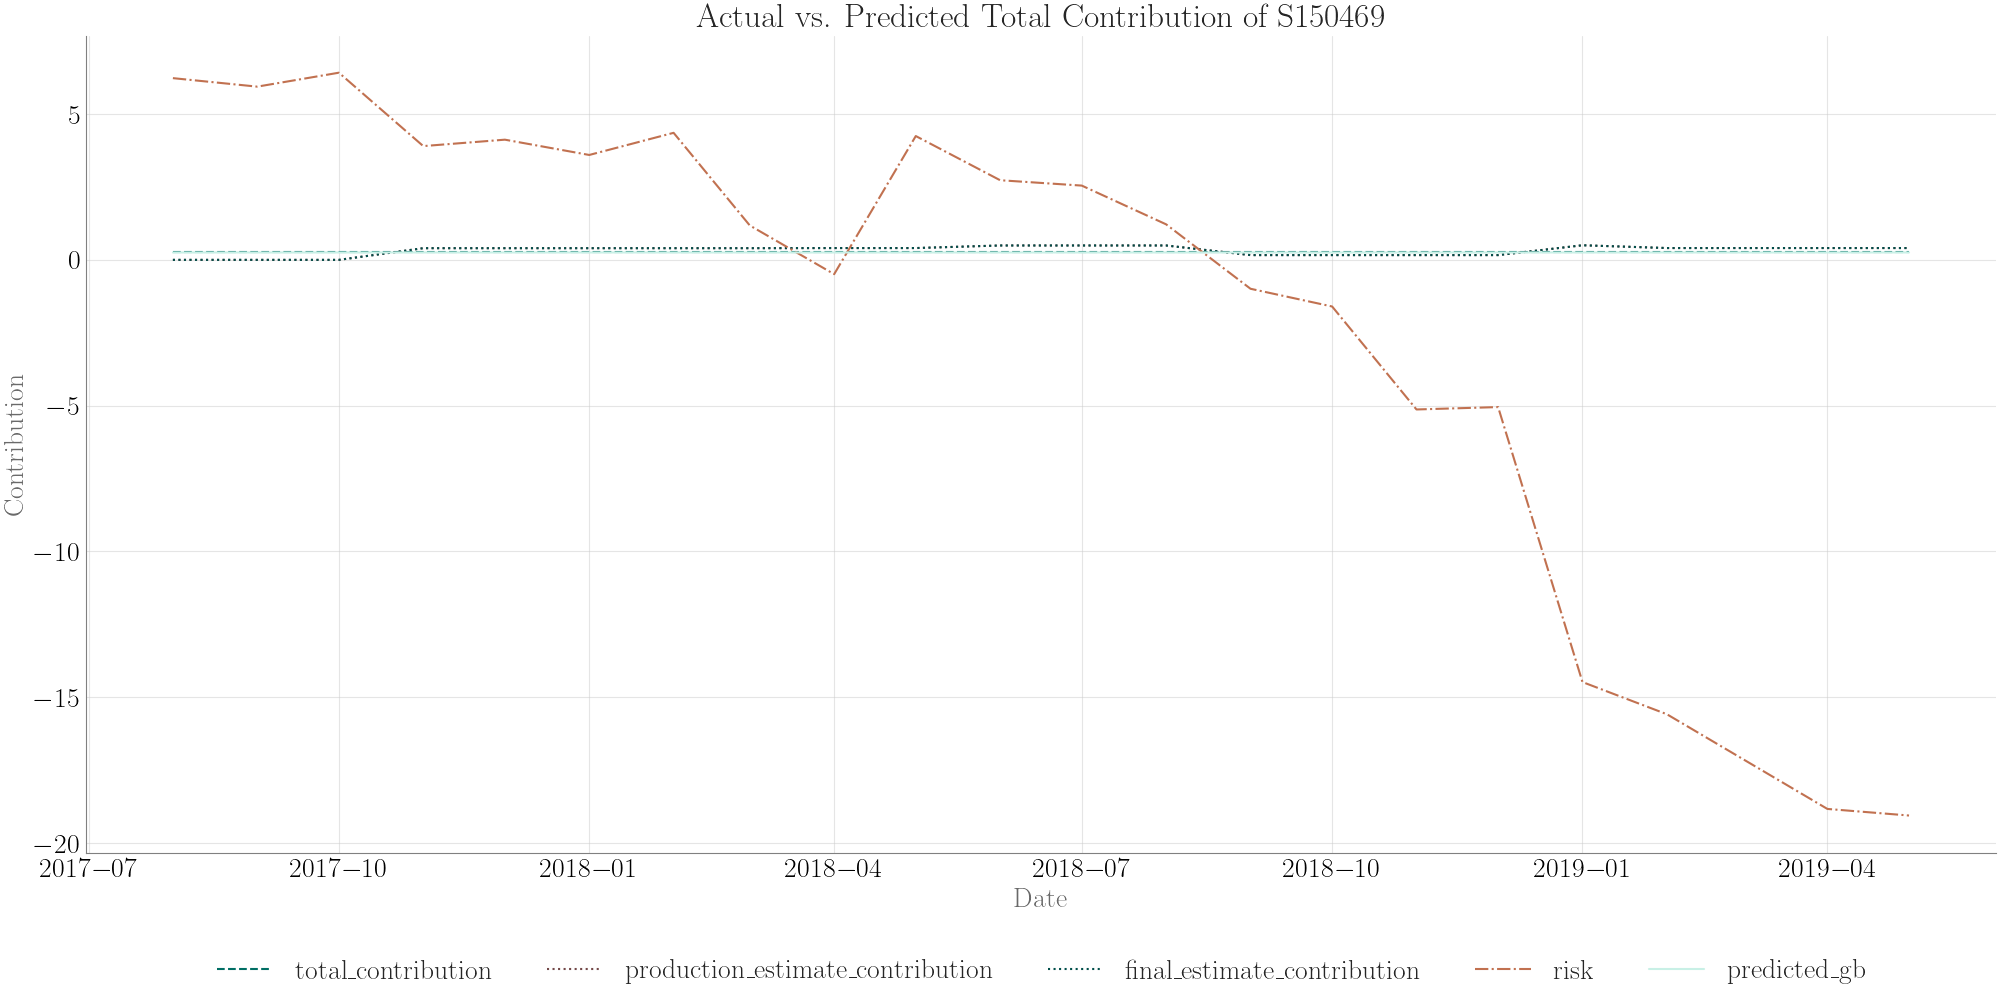 Actual vs. Predicted Total Contribution of S150469
5
0
−5
−10
−15
−20
Contribution
2017−07 2017−10 2018−01 2018−04 2018−07 2018−10 2019−01 2019−04
Date
total_contribution production_estimate_contribution final_estimate_contribution risk predicted_gb